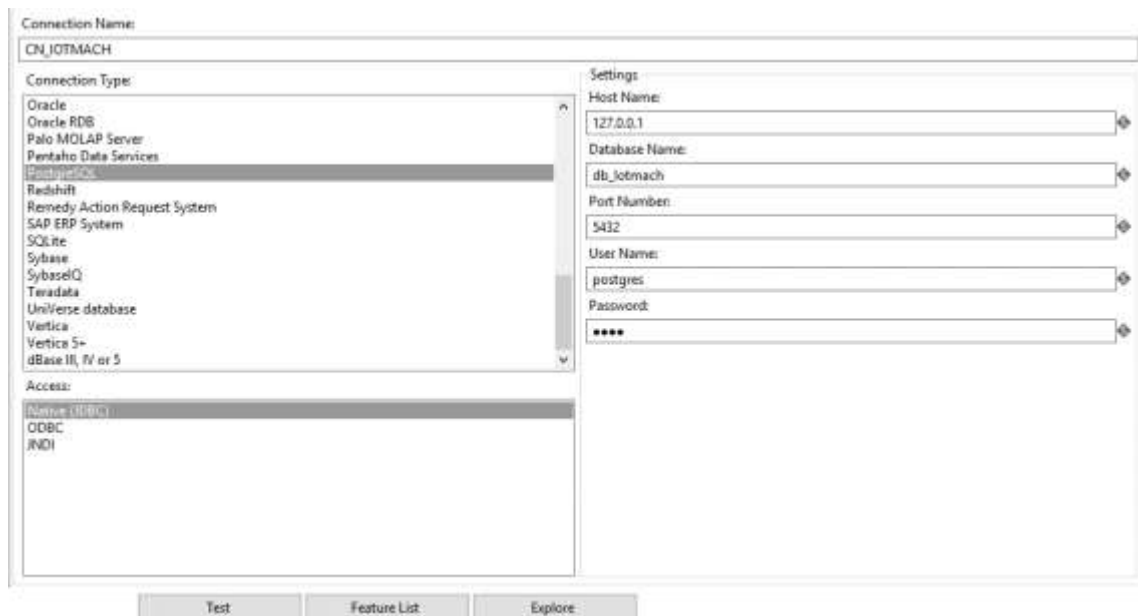 Connection Name:
CN_IOTMACH
Connection Type:
Oracle
Oracle RDB
Palo MOLAP Server
Pentaho Data Services
PostgreSQL
Redshift
Remedy Action Request System
SAP ERP System
SQLite
Sybase
SybaseIQ
Teradata
UniVerse database
Vertica
Vertica 5+
dBase III, IV or 5
Access:
Native (JDBC)
ODBC
JNDI
Settings
Host Name:
127.0.0.1
Database Name:
db_Iotmach
Port Number:
5432
User Name:
postgres
Password:
●●●●
Test
Feature List
Explore